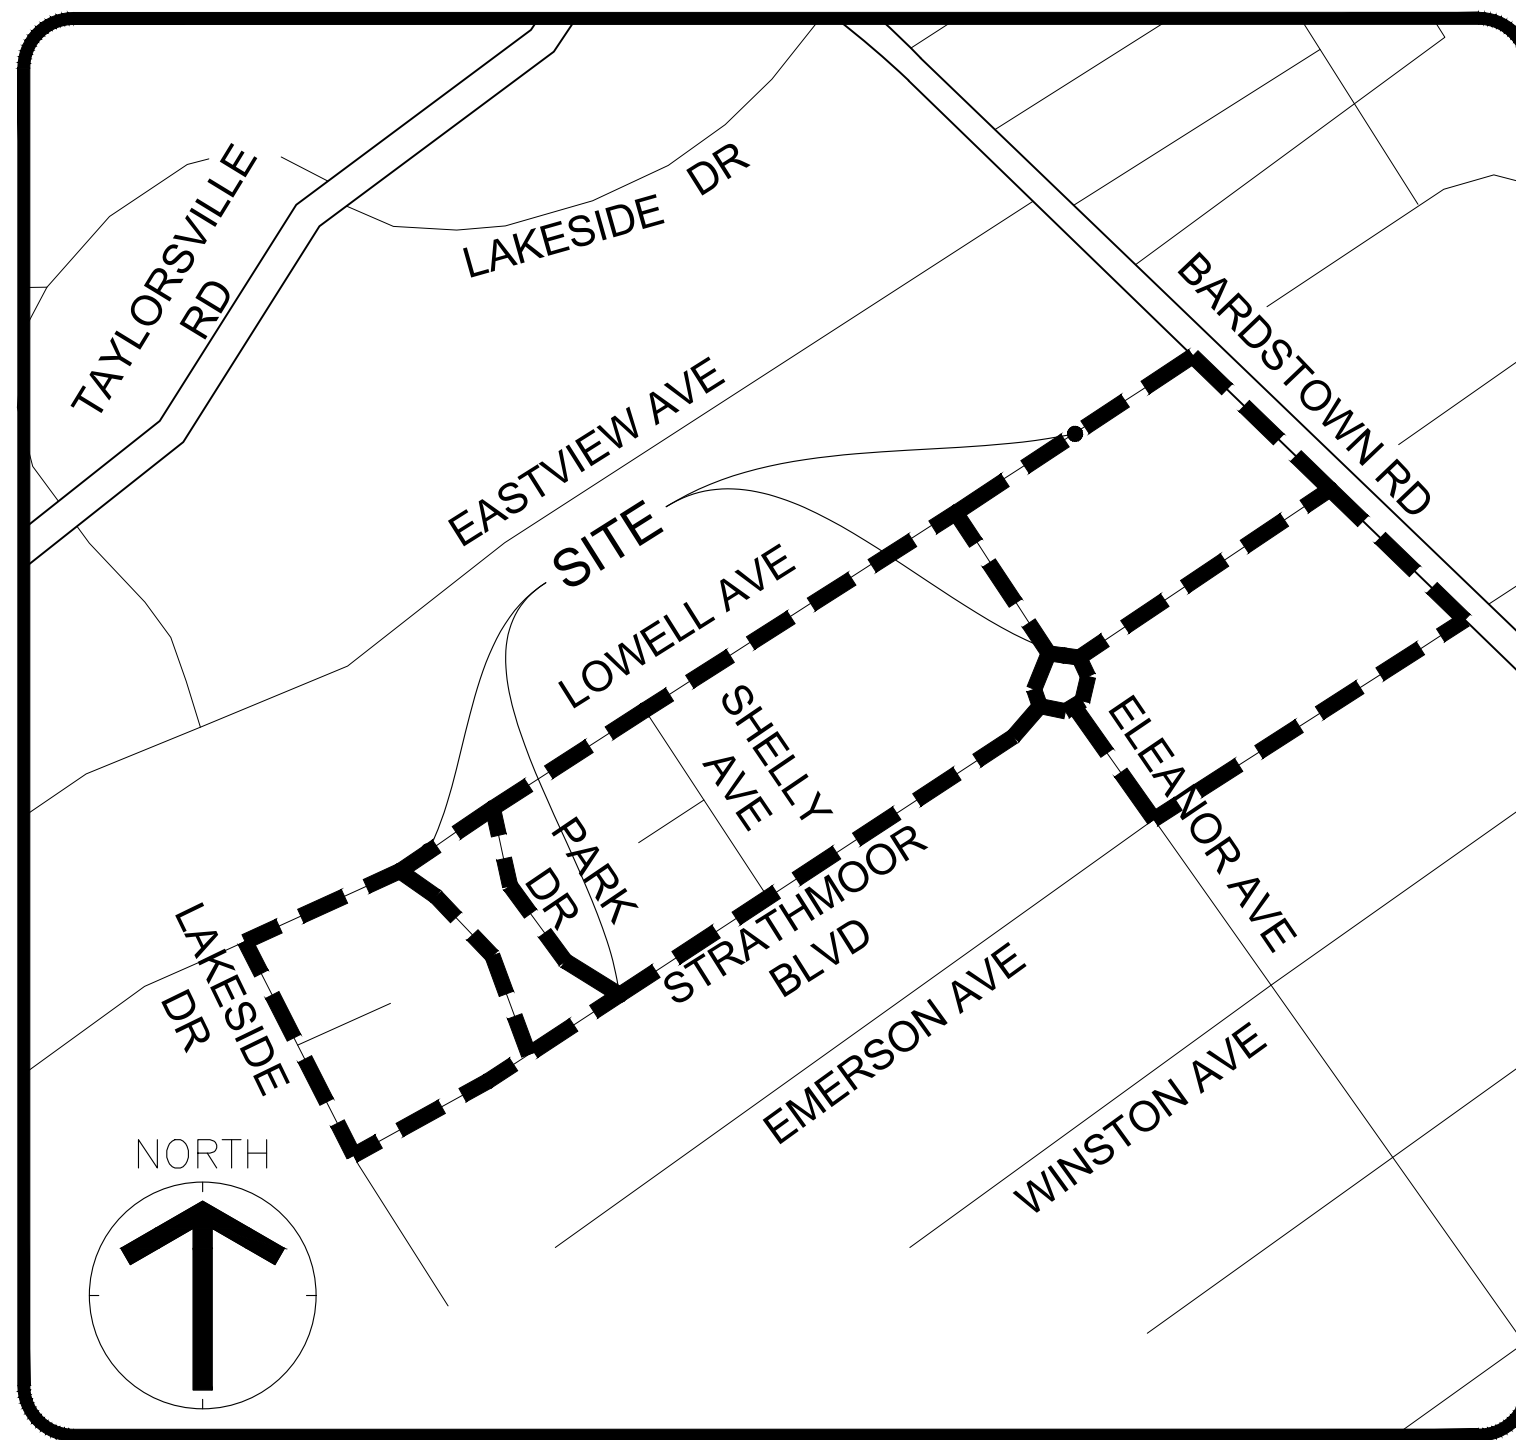 TAYLORSVILLE
RD
LAKESIDE DR
BARDSTOWN RD
EASTVIEW AVE
SITE
LOWELL AVE
SHELLY
AVE
ELEANOR AVE
PARK
DR
STRATHMOOR
BLVD
LAKESIDE
DR
EMERSON AVE
WINSTON AVE
NORTH